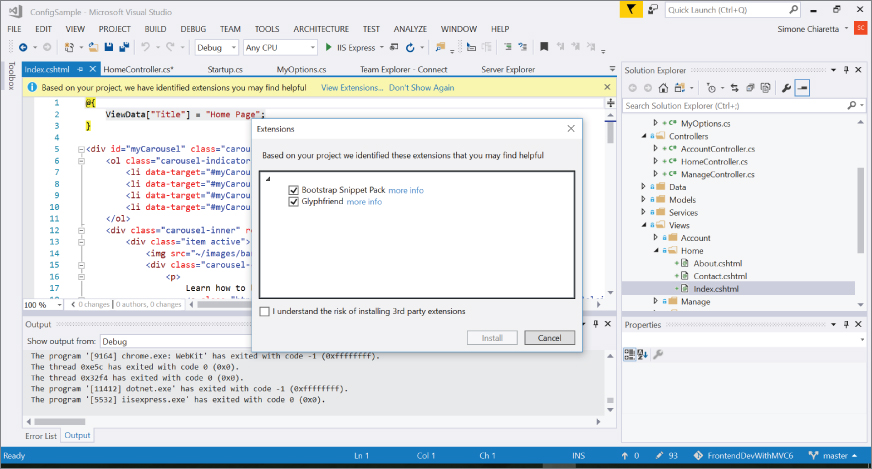 ConfigSample - Microsoft Visual Studio
Quick Launch (Ctrl+Q)
FILE EDIT VIEW PROJECT BUILD DEBUG TEAM TOOLS ARCHITECTURE TEST ANALYZE WINDOW HELP
Simone Chiaretta
SC
Debug Any CPU IIS Express
Toolbox
Index.cshtml HomeController.cs* Startup.cs MyOptions.cs Team Explorer - Connect Server Explorer
Based on your project, we have identified extensions you may find helpful View Extensions... Don't Show Again
1 @{
2 ViewData["Title"] = "Home Page";
3 }
4
5 <div id="myCarousel" class="carou
6 <ol class="carousel-indicator
7 <li data-target="#myCarou
8 <li data-target="#myCarou
9 <li data-target="#myCarou
10 <li data-target="#myCarou
11 </ol>
12 <div class="carousel-inner" ro
13 <div class="item active">
14 <img src="~/images/ba
15 <div class="carousel-
16 <p>
17 Learn how to
100 % 0 changes | 0 authors, 0 changes
Extensions
Based on your project we identified these extensions that you may find helpful
Bootstrap Snippet Pack more info
Glyphfriend more info
I understand the risk of installing 3rd party extensions
Install Cancel
Output
Show output from: Debug
The program '[9164] chrome.exe: WebKit' has exited with code -1 (0xffffffff).
The thread 0xe5c has exited with code 0 (0x0).
The thread 0x32f4 has exited with code 0 (0x0).
The program '[11412] dotnet.exe' has exited with code -1 (0xffffffff).
The program '[5532] iisexpress.exe' has exited with code 0 (0x0).
Error List Output
Solution Explorer
Search Solution Explorer (Ctrl+;)
MyOptions.cs
Controllers
AccountController.cs
HomeController.cs
ManageController.cs
Data
Models
Services
Views
Account
Home
About.cshtml
Contact.cshtml
Index.cshtml
Manage
Properties
Ready Ln 1 Col 1 Ch 1 INS 0 93 FrontendDevWithMVC6 master